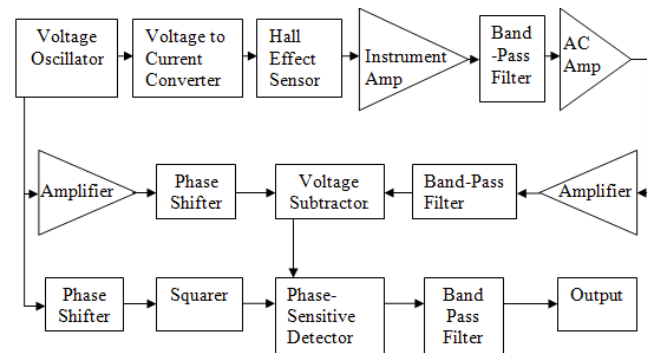 Voltage
Oscillator
Voltage to
Current
Converter
Hall
Effect
Sensor
Instrument
Amp
Band
-Pass
Filter
AC
Amp
Amplifier
Phase
Shifter
Voltage
Subtractor
Band-Pass
Filter
Amplifier
Phase
Shifter
Squarer
Phase-
Sensitive
Detector
Band
Pass
Filter
Output